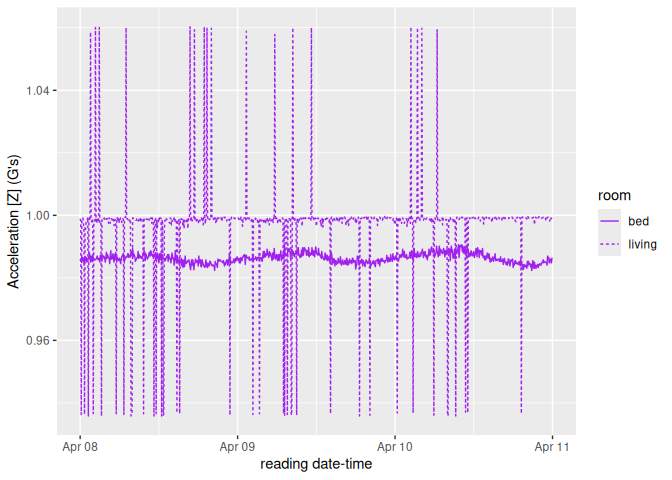 1.04
1.00
0.96
Acceleration [Z] (G's)
Apr 08
Apr 09
Apr 10
Apr 11
reading date-time
room
bed
living